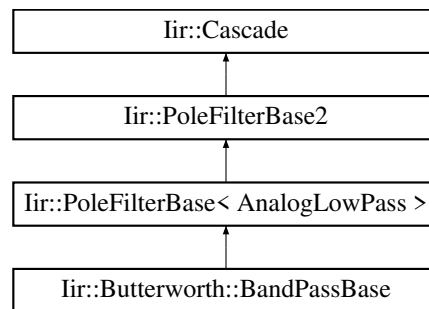 Iir::Cascade
Iir::PoleFilterBase2
Iir::PoleFilterBase< AnalogLowPass >
Iir::Butterworth::BandPassBase